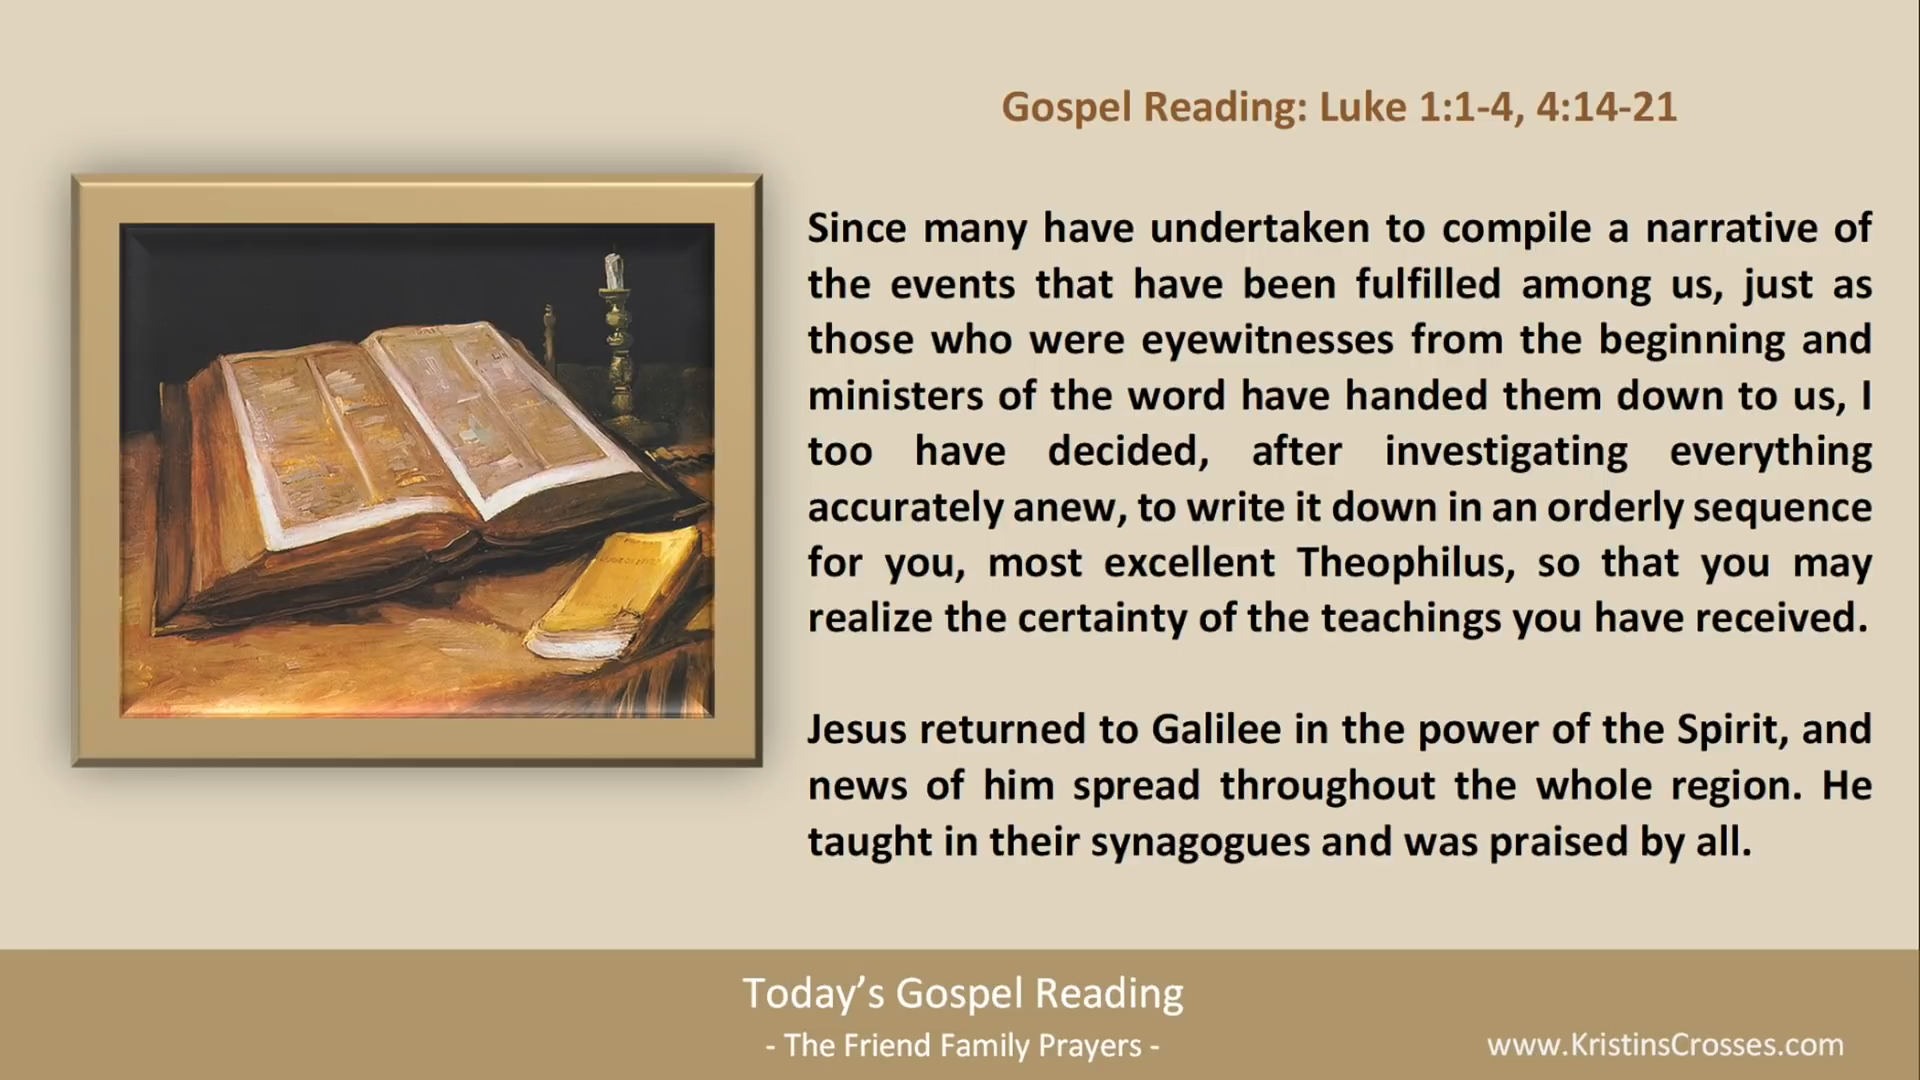 Gospel Reading: Luke 1:1-4, 4:14-21
Since many have undertaken to compile a narrative of
the events that have been fulfilled among us, just as
those who were eyewitnesses from the beginning and
ministers of the word have handed them down to us, I
too have decided, after investigating everything
accurately anew, to write it down in an orderly sequence
for you, most excellent Theophilus, so that you may
realize the certainty of the teachings you have received.
Jesus returned to Galilee in the power of the Spirit, and
news of him spread throughout the whole region. He
taught in their synagogues and was praised by all.
Today’s Gospel Reading
- The Friend Family Prayers -
www.KristinsCrosses.com